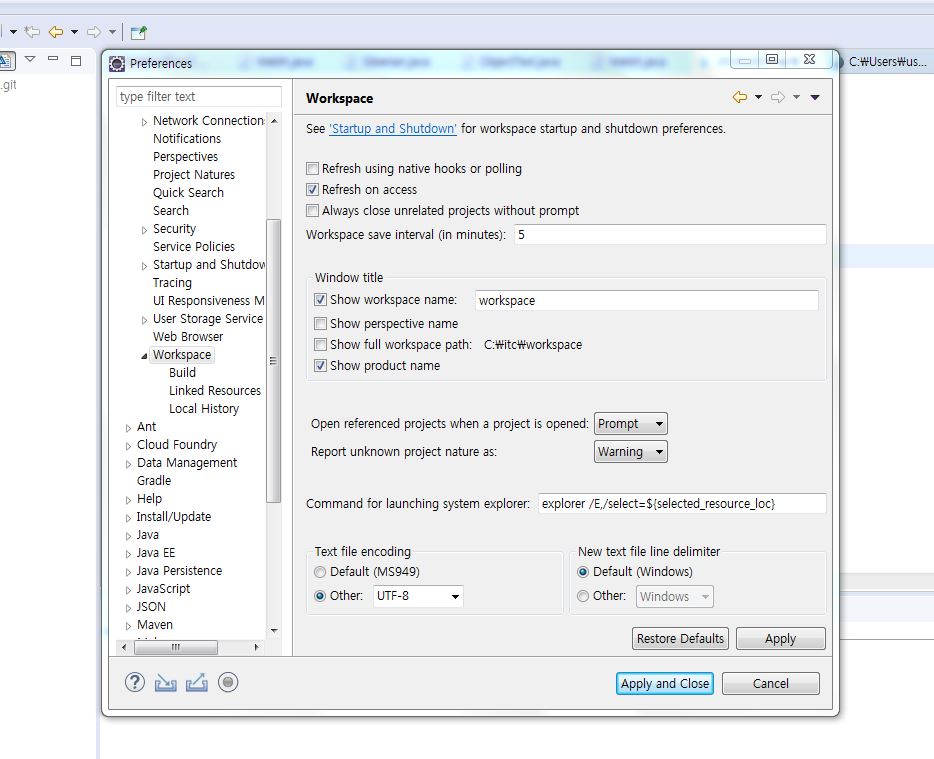 Preferences
C:₩Users₩us...
.git
type filter text
Network Connection
Notifications
Perspectives
Project Natures
Quick Search
Search
Security
Service Policies
Startup and Shutdow
Tracing
UI Responsiveness M
User Storage Service
Web Browser
Workspace
Build
Linked Resources
Local History
Ant
Cloud Foundry
Data Management
Gradle
Help
Install/Update
Java
Java EE
Java Persistence
JavaScript
JSON
Maven
Workspace
See 'Startup and Shutdown' for workspace startup and shutdown preferences.
Refresh using native hooks or polling
Refresh on access
Always close unrelated projects without prompt
Workspace save interval (in minutes): 5
Window title
Show workspace name: workspace
Show perspective name
Show full workspace path: C:₩itc₩workspace
Show product name
Open referenced projects when a project is opened: Prompt
Report unknown project nature as: Warning
Command for launching system explorer: explorer /E,/select=${selected_resource_loc}
Text file encoding
Default (MS949)
Other: UTF-8
New text file line delimiter
Default (Windows)
Other: Windows
Restore Defaults Apply
Apply and Close Cancel